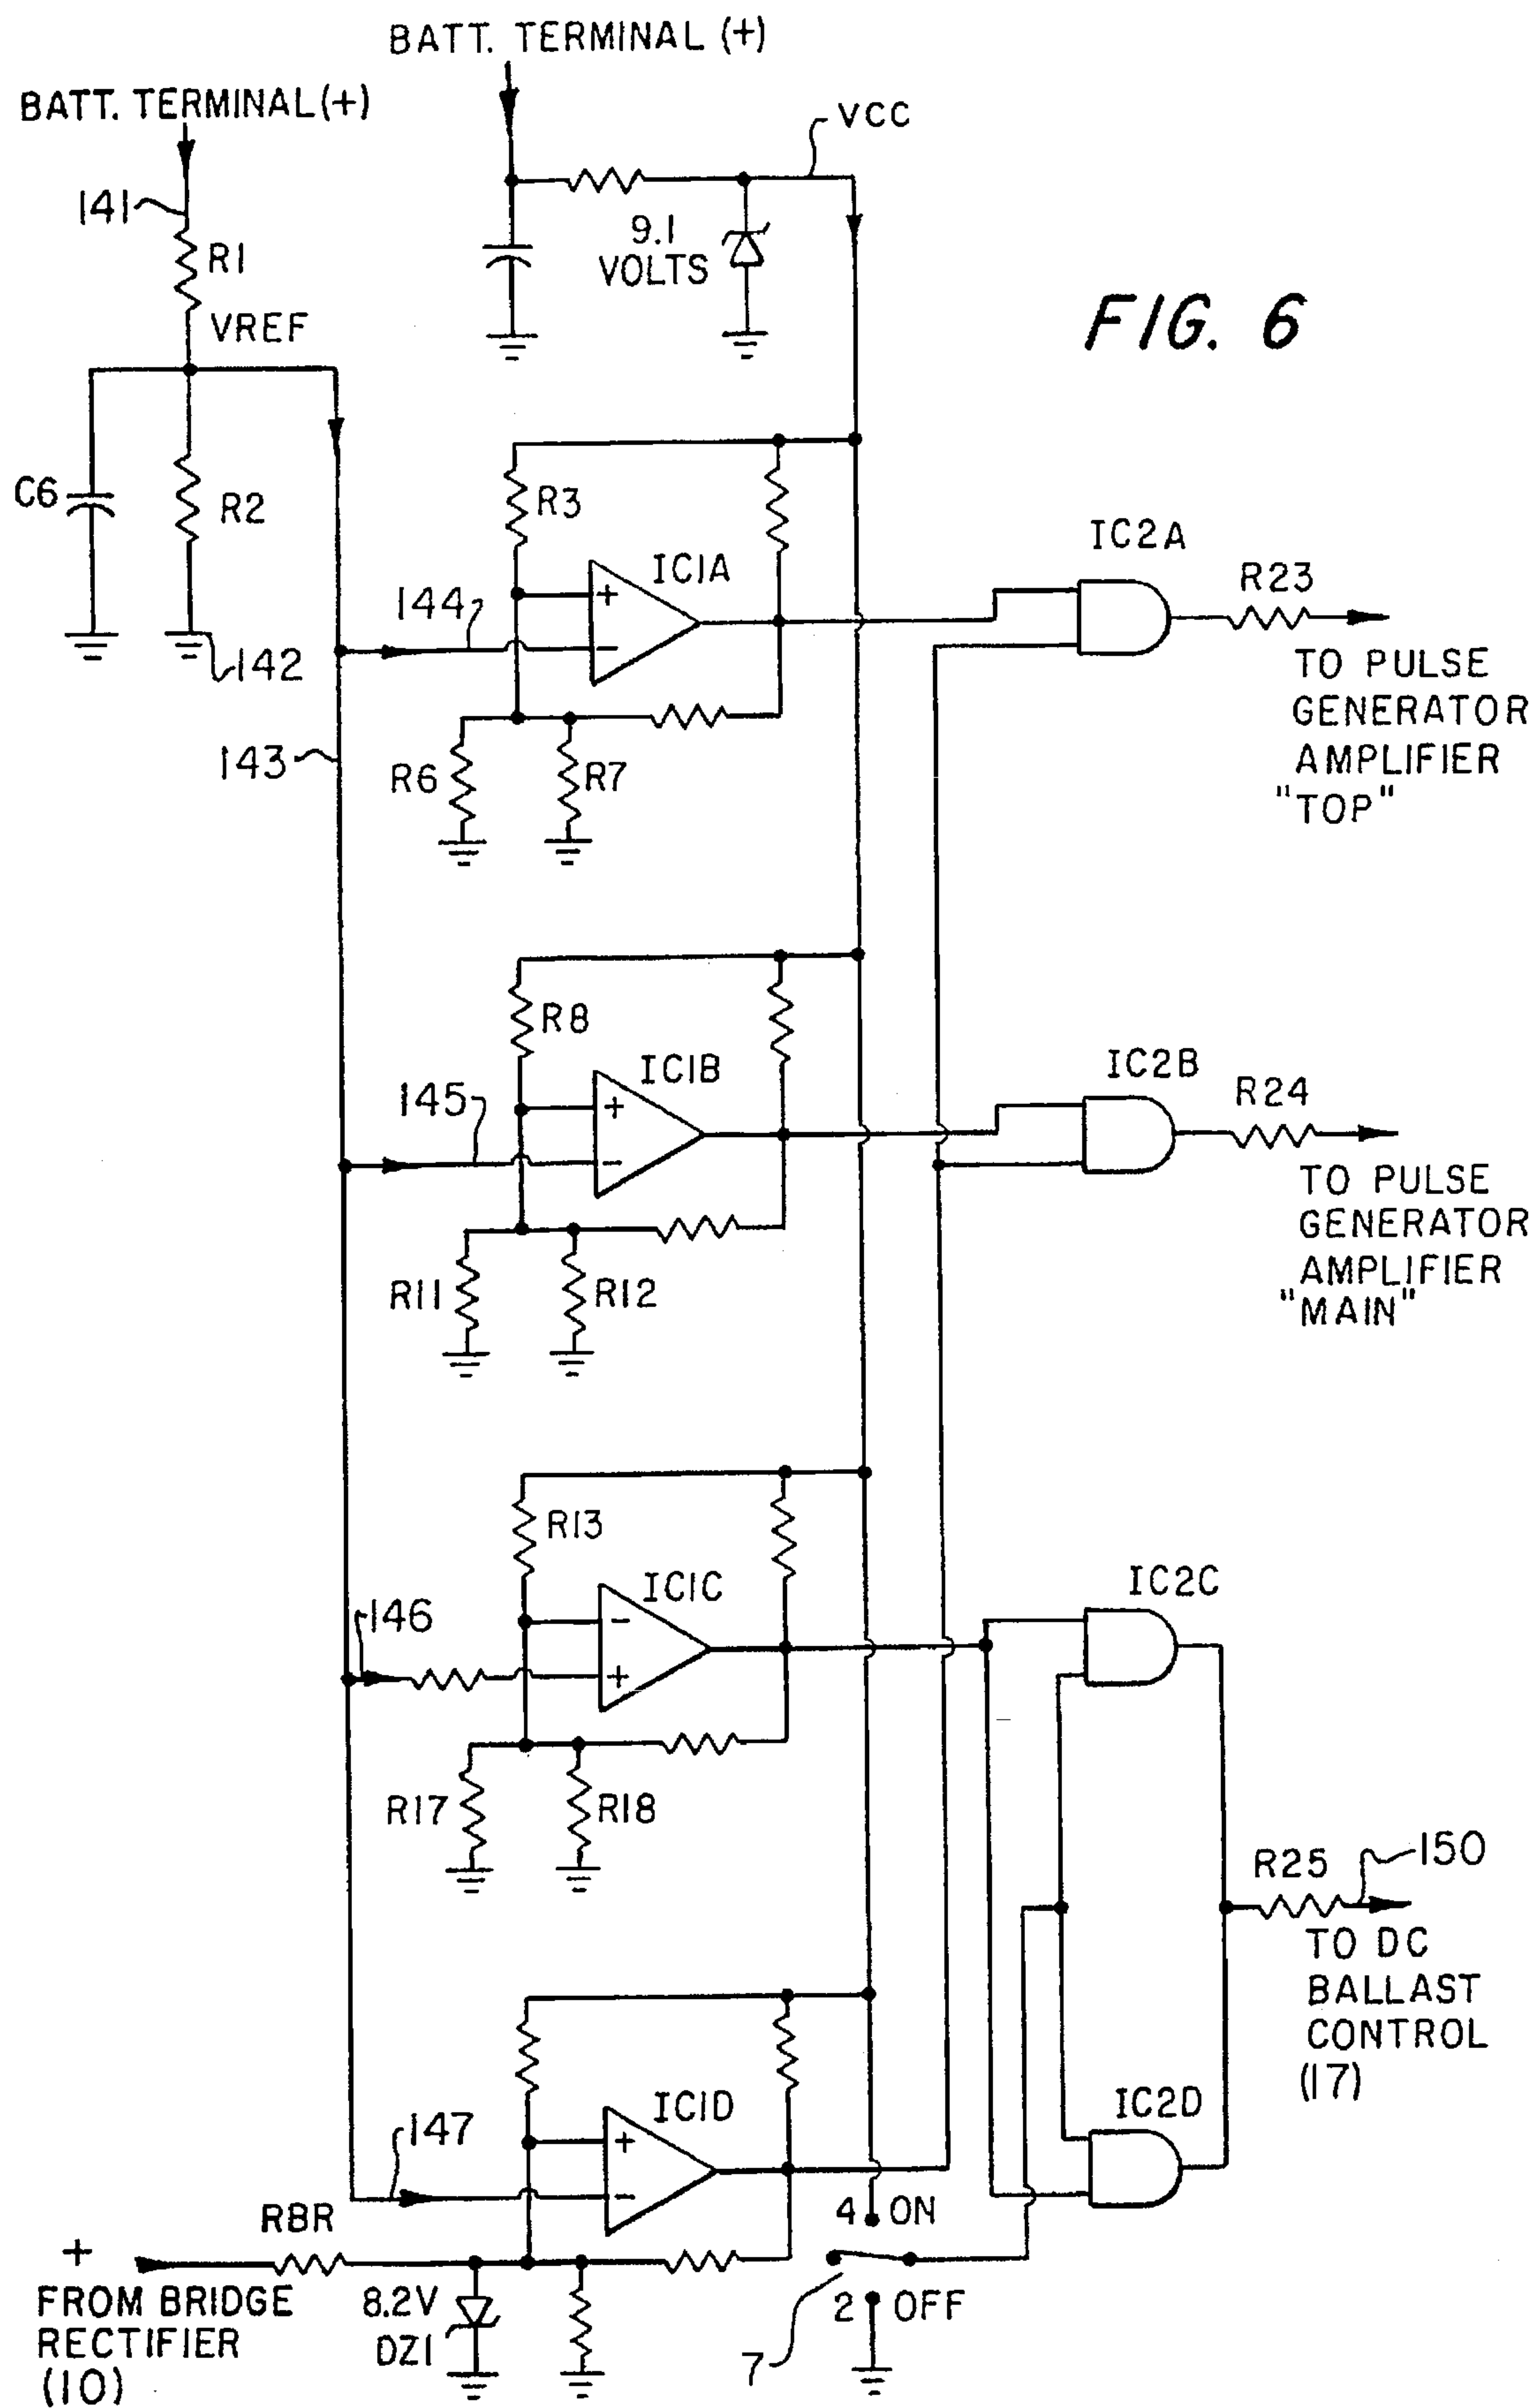 BATT. TERMINAL (+)
BATT. TERMINAL (+)
VCC
141
R1
9.1
VOLTS
VREF
FIG. 6
C6
R2
R3
IC1A
IC2A
R23
144
142
TO PULSE
GENERATOR
AMPLIFIER
"TOP"
+
-
143
R6
R7
R8
IC1B
IC2B
R24
145
+
-
TO PULSE
GENERATOR
AMPLIFIER
"MAIN"
R11
R12
R13
IC1C
IC2C
146
-
+
R17
R18
R25
150
TO DC
BALLAST
CONTROL
(17)
IC1D
IC2D
147
+
-
RBR
4 ON
+
FROM BRIDGE
RECTIFIER
(10)
8.2V
DZ1
7
2 OFF